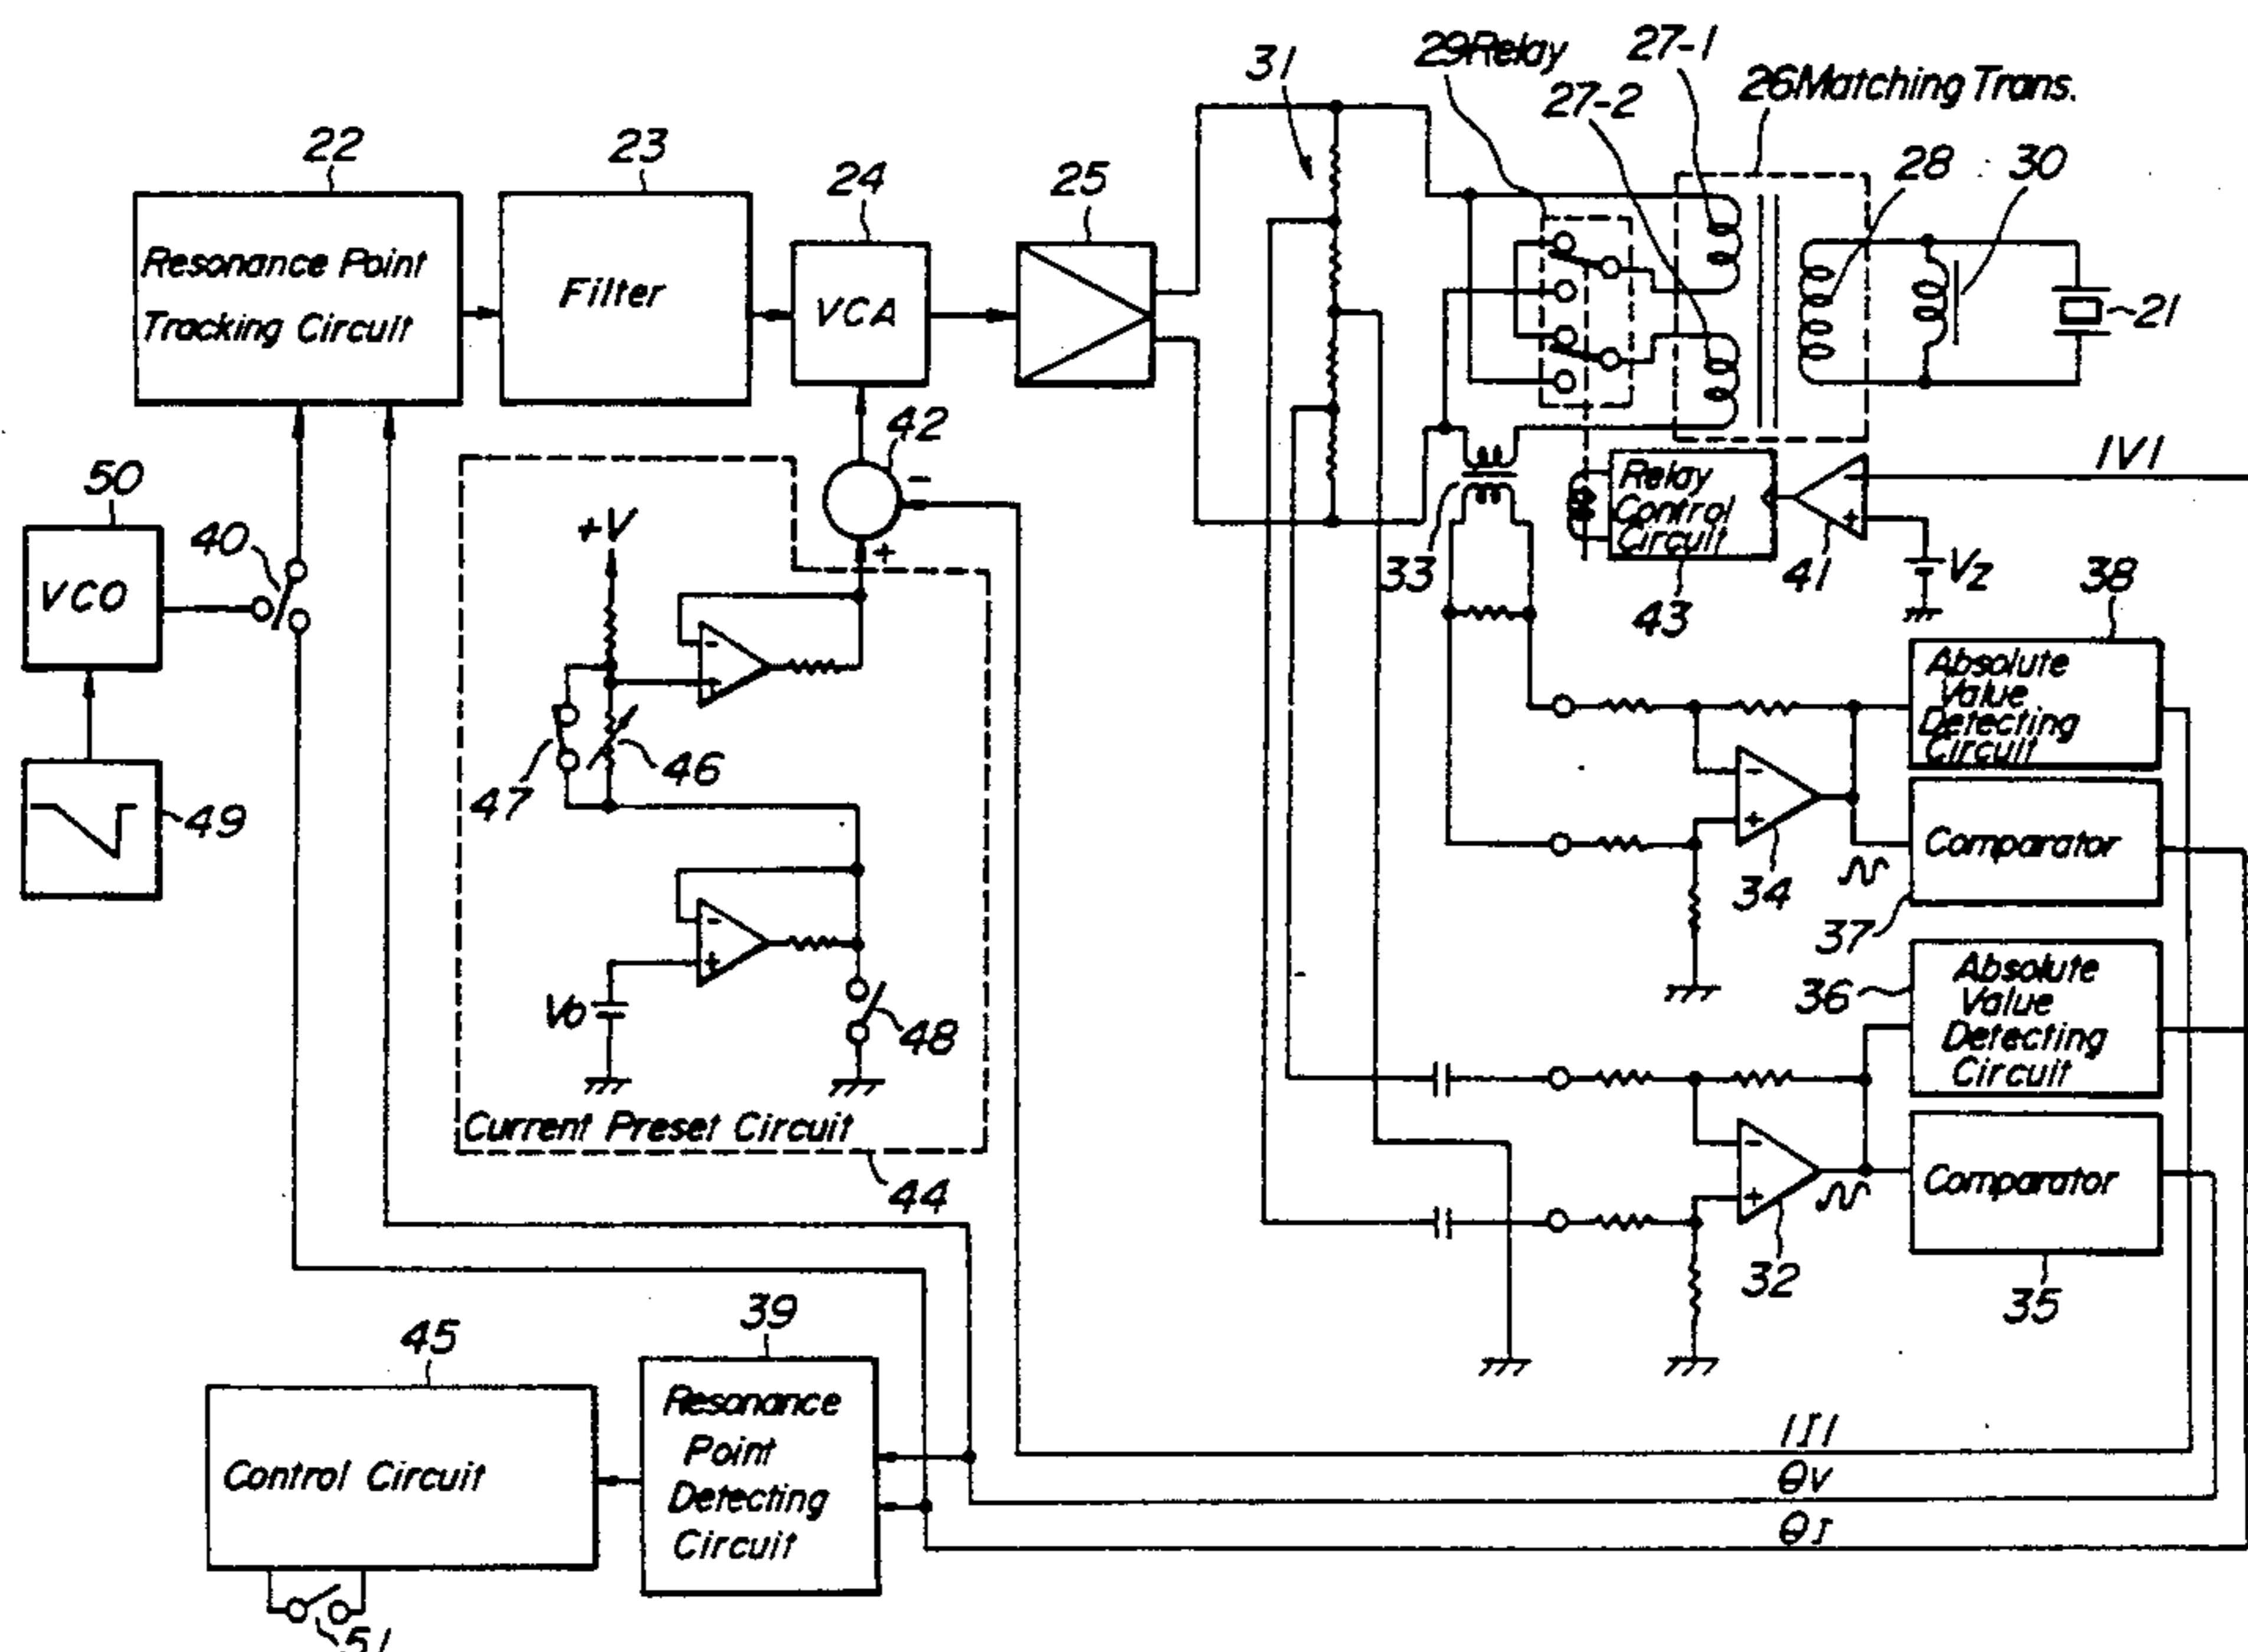 29Relay
27-1
31
26Matching Trans.
27-2
22
23
24
25
28
30
Resonance Point
Tracking Circuit
Filter
VCA
21
42
-
+
|V|
50
40
+V
33
Relay
Control
Circuit
-
+
41
Vz
43
38
VCO
-
+
Absolute
Value
Detecting
Circuit
47
46
49
-
+
34
Comparator
37
-
+
Vo
48
36
Absolute
Value
Detecting
Circuit
Current Preset Circuit
44
-
+
32
Comparator
35
45
39
Resonance
Point
Detecting
Circuit
Control Circuit
|I|
θV
θI
51